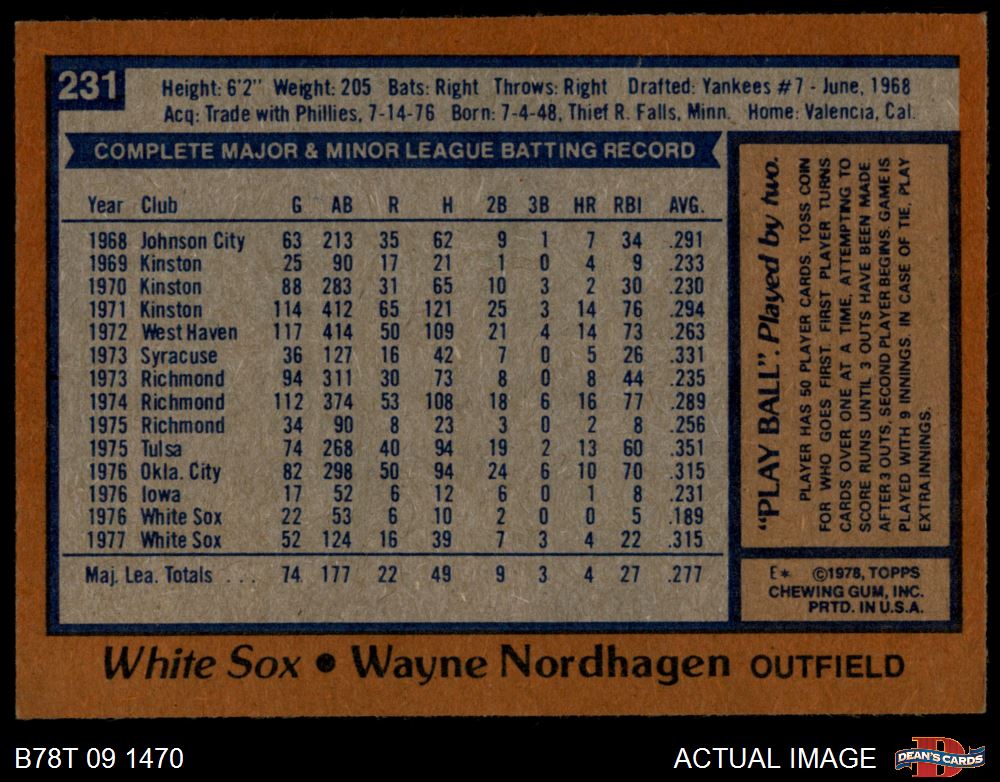 231
Height: 6'2" Weight: 205 Bats: Right Throws: Right Drafted: Yankees #7 - June, 1968
Acq: Trade with Phillies, 7-14-76 Born: 7-4-48, Thief R. Falls, Minn. Home: Valencia, Cal.
COMPLETE MAJOR & MINOR LEAGUE BATTING RECORD
Year Club G AB R H 2B 3B HR RBI AVG.
1968 Johnson City 63 213 35 62 9 1 7 34 .291
1969 Kinston 25 90 17 21 1 0 4 9 .233
1970 Kinston 88 283 31 65 10 3 2 30 .230
1971 Kinston 114 412 65 121 25 3 14 76 .294
1972 West Haven 117 414 50 109 21 4 14 73 .263
1973 Syracuse 36 127 16 42 7 0 5 26 .331
1973 Richmond 94 311 30 73 8 0 8 44 .235
1974 Richmond 112 374 53 108 18 6 16 77 .289
1975 Richmond 34 90 8 23 3 0 2 8 .256
1975 Tulsa 74 268 40 94 19 2 13 60 .351
1976 Okla. City 82 298 50 94 24 6 10 70 .315
1976 Iowa 17 52 6 12 6 0 1 8 .231
1976 White Sox 22 53 6 10 2 0 0 5 .189
1977 White Sox 52 124 16 39 7 3 4 22 .315
Maj. Lea. Totals ... 74 177 22 49 9 3 4 27 .277
"PLAY BALL". Played by two.
PLAYER HAS 50 PLAYER CARDS. TOSS COIN
FOR WHO GOES FIRST. FIRST PLAYER TURNS
CARDS OVER ONE AT A TIME, ATTEMPTING TO
SCORE RUNS UNTIL 3 OUTS HAVE BEEN MADE
AFTER 3 OUTS, SECOND PLAYER BEGINS. GAME IS
PLAYED WITH 9 INNINGS. IN CASE OF TIE, PLAY
EXTRA INNINGS.
E* ©1978, TOPPS
CHEWING GUM, INC.
PRTD. IN U.S.A.
White Sox • Wayne Nordhagen OUTFIELD
B78T 09 1470 ACTUAL IMAGE
D
DEAN'S CARDS